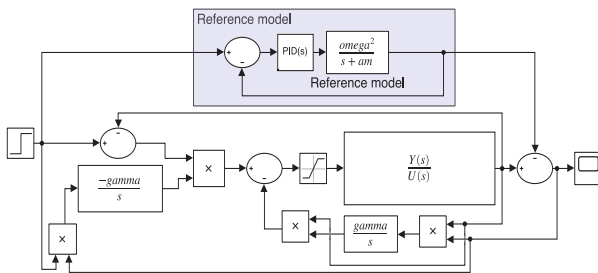 Reference model
+
-
PID(s)
omega²
s + am
Reference model
-
+
-
-
+
-gamma
s
×
+
-
Y(s)
U(s)
×
×
gamma
s
×